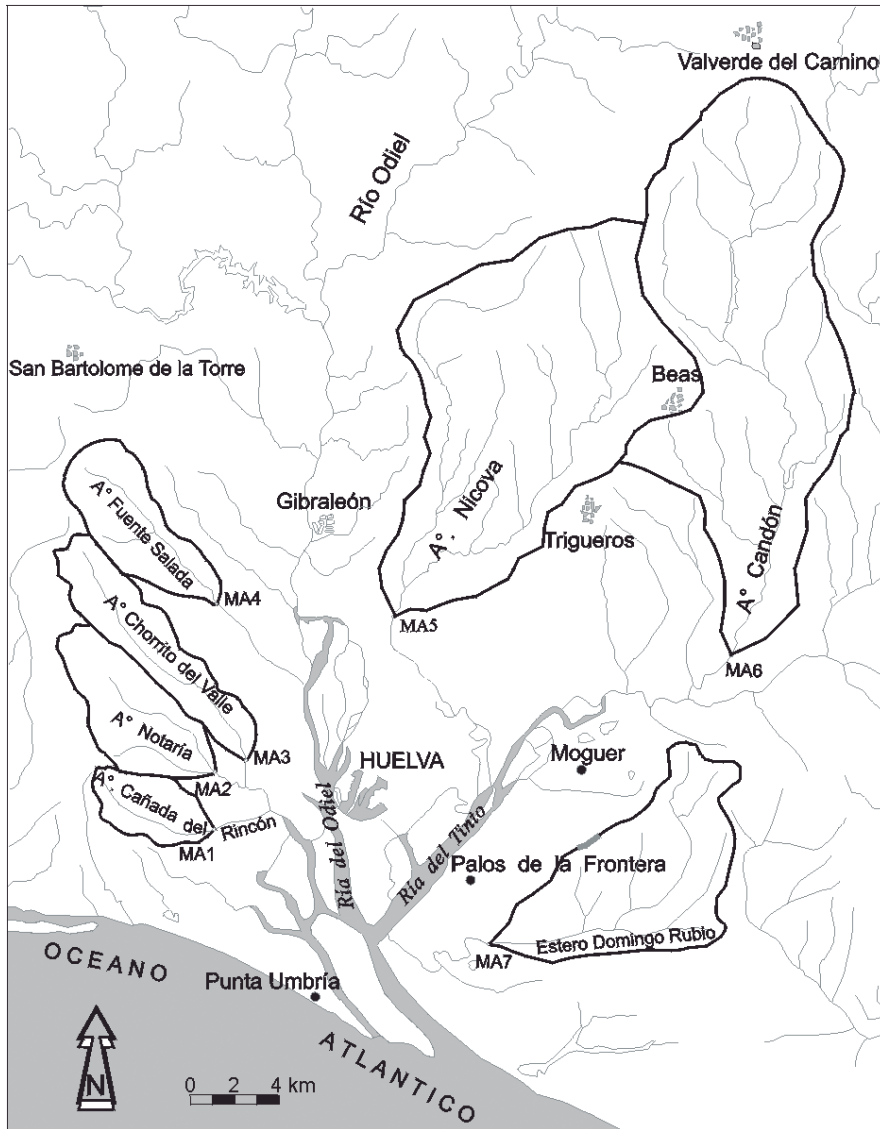 Valverde del Camino
Río Odiel
San Bartolome de la Torre
Beas
A° Fuente Salada
Gibraleón
A°. Nicova
Trigueros
A° Candón
MA4
MA5
A° Chorrito del Valle
MA6
A° Notaría
MA3
HUELVA
Moguer
MA2
A°. Cañada del Rincón
MA1
Ría del Odiel
Ría del Tinto
Palos de la Frontera
Estero Domingo Rubio
MA7
OCEANO
ATLANTICO
Punta Umbría
N
0 2 4 km